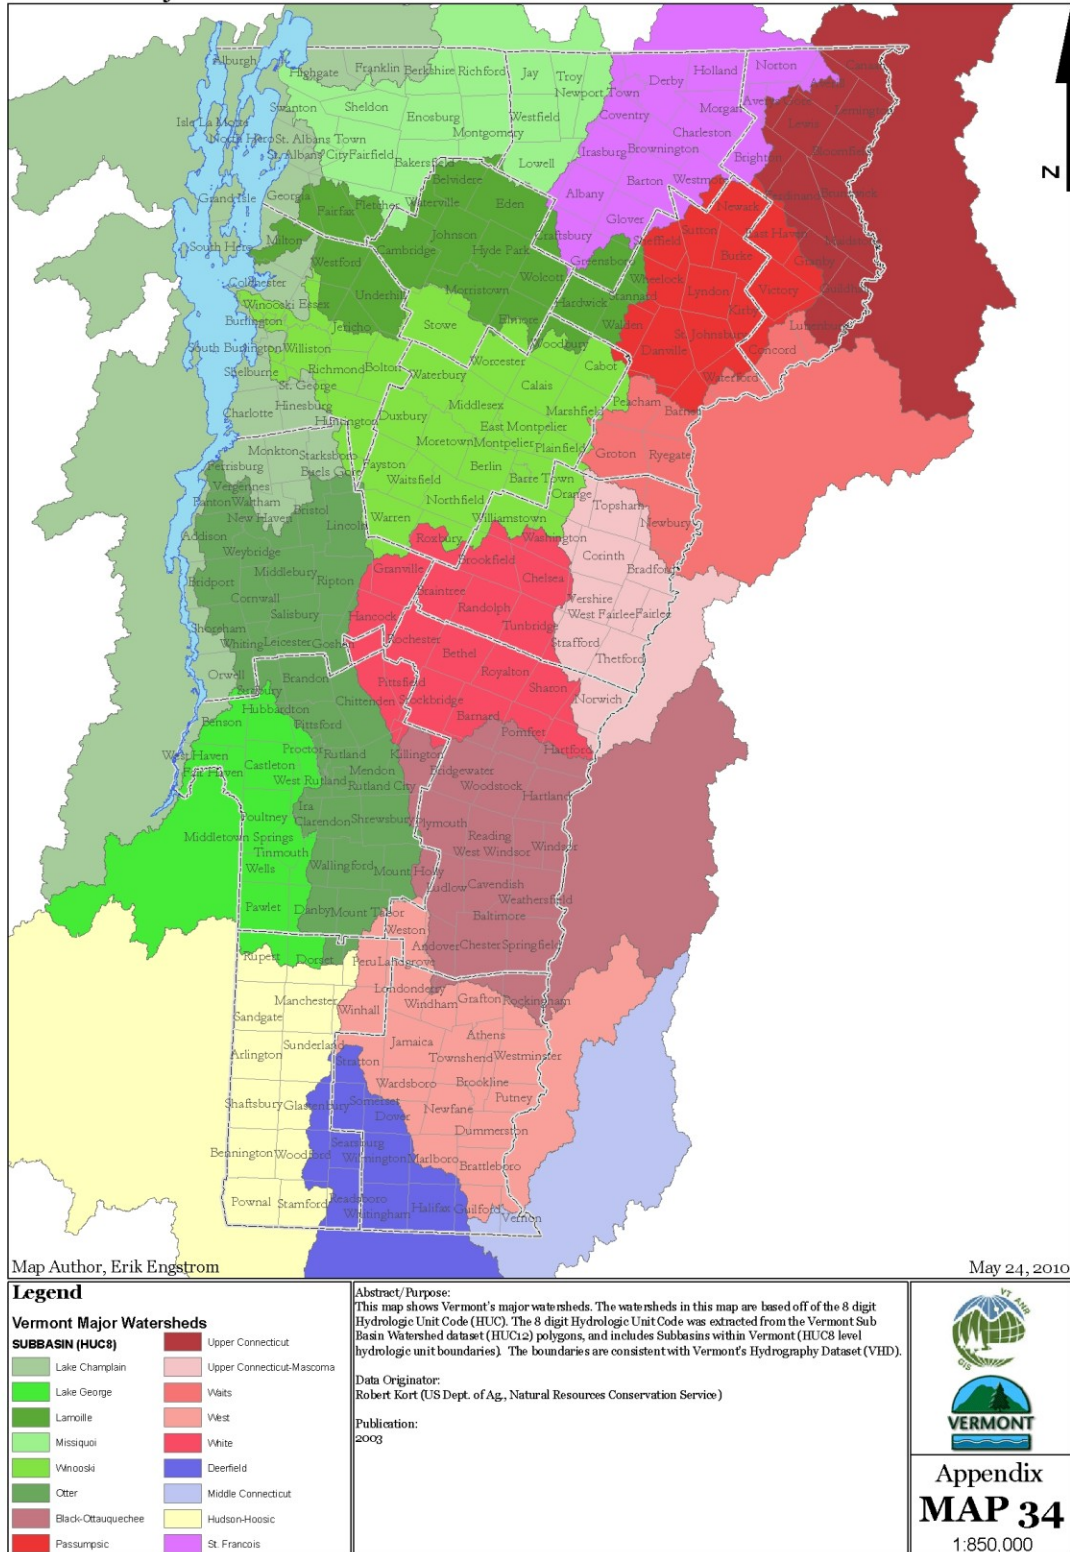 Alburgh
Highgate
Franklin
Berkshire
Richford
Jay
Troy
Holland
Norton
Canaan
Derby
Newport Town
Swanton
Sheldon
Enosburg
Westfield
Coventry
Morgan
Lewis
Lemington
Isle La Motte
North Hero
St. Albans Town
St. Albans City
Fairfield
Montgomery
Charleston
Bloomfield
Bakersfield
Lowell
Irasburg
Brownington
Brighton
Belvidere
Barton
Westmore
Grand Isle
Georgia
Fairfax
Fletcher
Waterville
Eden
Albany
Newark
Brunswick
South Hero
Milton
Cambridge
Johnson
Hyde Park
Craftsbury
Glover
Sheffield
Sutton
East Haven
Westford
Greensboro
Wheelock
Burke
Granby
Colchester
Underhill
Morristown
Wolcott
Hardwick
Stannard
Lyndon
Victory
Guildhall
Winooski
Essex
Burlington
Jericho
Stowe
Elmore
Woodbury
Walden
Kirby
St. Johnsbury
Lunenburg
South Burlington
Williston
Danville
Concord
Shelburne
Richmond
Bolton
Waterbury
Worcester
Calais
Cabot
Waterford
St. George
Charlotte
Hinesburg
Huntington
Duxbury
Middlesex
Marshfield
Peacham
Barnet
East Montpelier
Monkton
Starksboro
Moretown
Montpelier
Plainfield
Groton
Ryegate
Ferrisburg
Buels Gore
Fayston
Waitsfield
Berlin
Barre Town
Vergennes
Panton
Waltham
New Haven
Bristol
Lincoln
Warren
Northfield
Williamstown
Orange
Topsham
Newbury
Addison
Weybridge
Roxbury
Washington
Corinth
Bradford
Bridport
Middlebury
Ripton
Granville
Brookfield
Chelsea
Cornwall
Braintree
Vershire
Salisbury
Hancock
Randolph
West Fairlee
Fairlee
Shoreham
Tunbridge
Whiting
Leicester
Goshen
Rochester
Strafford
Bethel
Thetford
Orwell
Sudbury
Brandon
Pittsfield
Royalton
Sharon
Norwich
Hubbardton
Chittenden
Stockbridge
Benson
Pittsford
Barnard
Pomfret
West Haven
Proctor
Rutland
Killington
Hartford
Fair Haven
Castleton
West Rutland
Mendon
Rutland City
Bridgewater
Woodstock
Hartland
Poultney
Ira
Clarendon
Shrewsbury
Plymouth
Reading
Middletown Springs
Tinmouth
Wells
Wallingford
Mount Holly
West Windsor
Windsor
Ludlow
Cavendish
Weathersfield
Pawlet
Danby
Mount Tabor
Baltimore
Weston
Andover
Chester
Springfield
Rupert
Dorset
Peru
Landgrove
Londonderry
Windham
Grafton
Rockingham
Manchester
Winhall
Sandgate
Athens
Sunderland
Jamaica
Arlington
Stratton
Townshend
Westminster
Wardsboro
Brookline
Putney
Shaftsbury
Glastenbury
Somerset
Dover
Newfane
Dummerston
Searsburg
Bennington
Woodford
Wilmington
Marlboro
Brattleboro
Pownal
Stamford
Readsboro
Whitingham
Halifax
Guilford
Vernon
N
Map Author, Erik Engstrom
May 24, 2010
Legend
Vermont Major Watersheds
SUBBASIN (HUC8)
Lake Champlain
Lake George
Lamoille
Missiquoi
Winooski
Otter
Black-Ottauquechee
Passumpsic
Upper Connecticut
Upper Connecticut-Mascoma
Waits
West
White
Deerfield
Middle Connecticut
Hudson-Hoosic
St. Francois
Abstract/Purpose:
This map shows Vermont's major watersheds. The watersheds in this map are based off of the 8 digit
Hydrologic Unit Code (HUC). The 8 digit Hydrologic Unit Code was extracted from the Vermont Sub
Basin Watershed dataset (HUC12) polygons, and includes Subbasins within Vermont (HUC8 level
hydrologic unit boundaries). The boundaries are consistent with Vermont's Hydrography Dataset (VHD).
Data Originator:
Robert Kort (US Dept. of Ag., Natural Resources Conservation Service)
Publication:
2003
VT ANR
GIS
VERMONT
Appendix
MAP 34
1:850,000